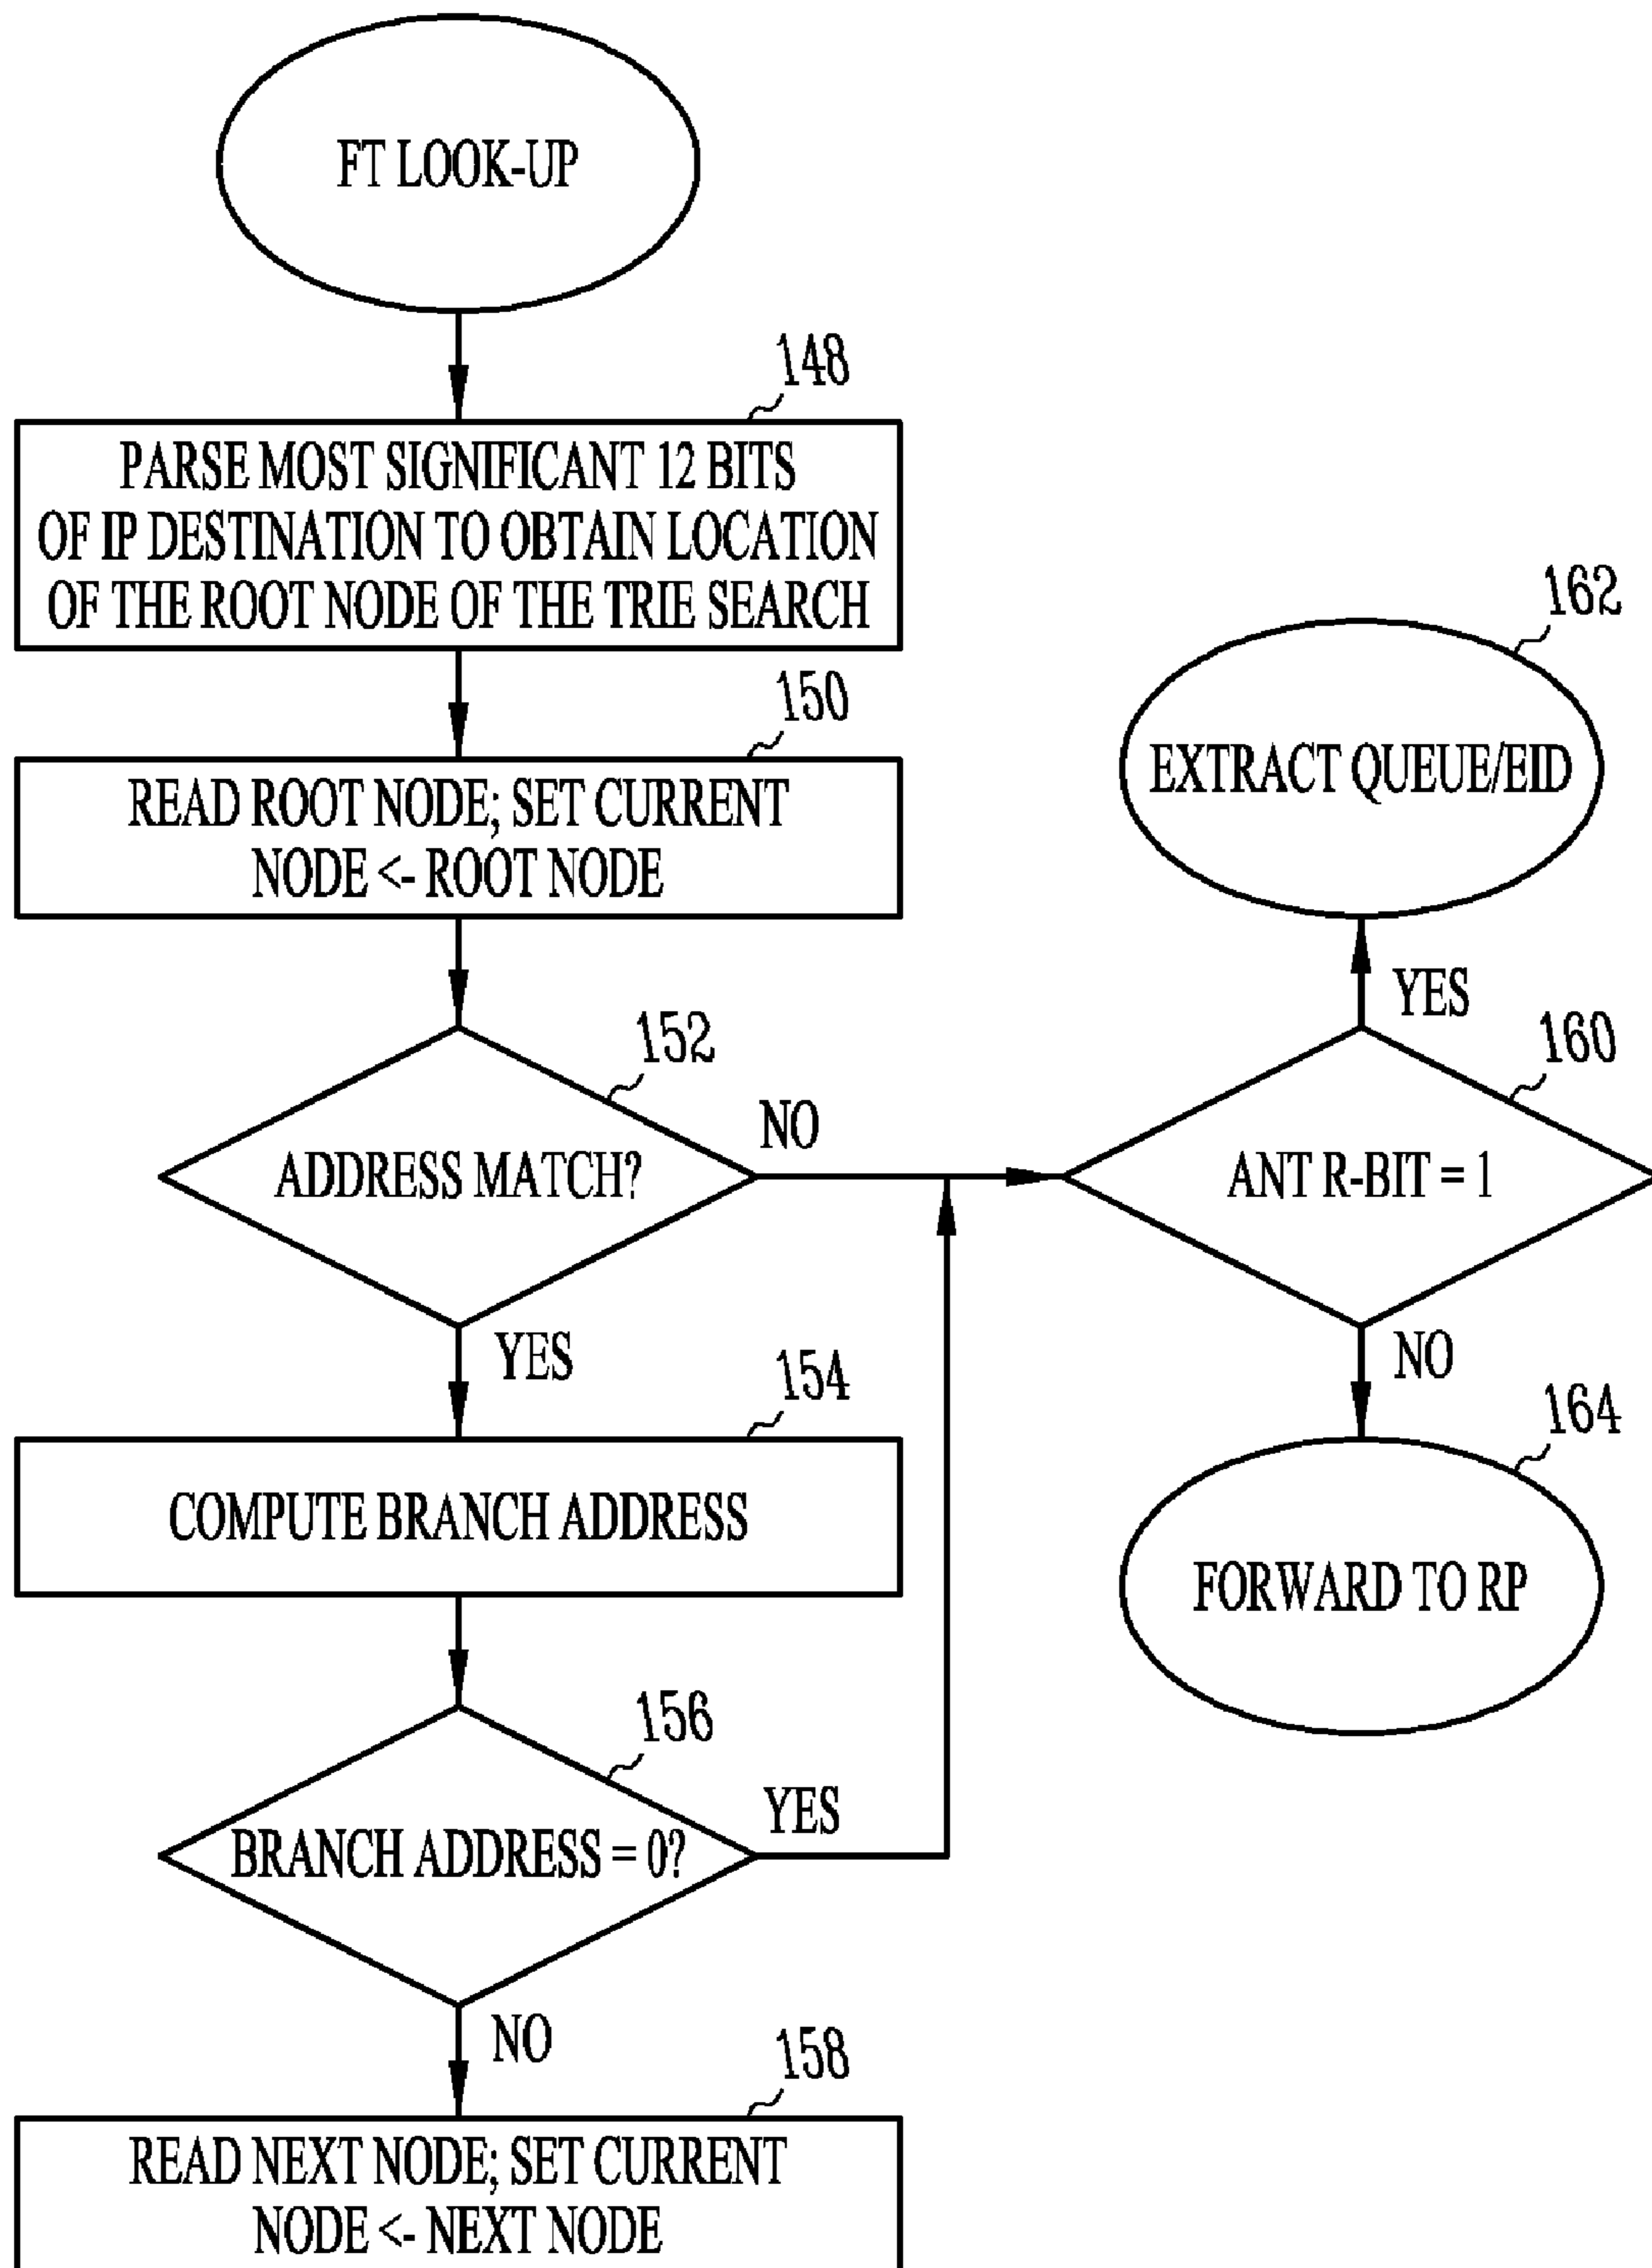 FT LOOK-UP
148
PARSE MOST SIGNIFICANT 12 BITS
OF IP DESTINATION TO OBTAIN LOCATION
OF THE ROOT NODE OF THE TRIE SEARCH
150
READ ROOT NODE; SET CURRENT
NODE <- ROOT NODE
152
ADDRESS MATCH?
NO
YES
154
COMPUTE BRANCH ADDRESS
156
BRANCH ADDRESS = 0?
YES
NO
158
READ NEXT NODE; SET CURRENT
NODE <- NEXT NODE
162
EXTRACT QUEUE/EID
YES
160
ANT R-BIT = 1
NO
164
FORWARD TO RP